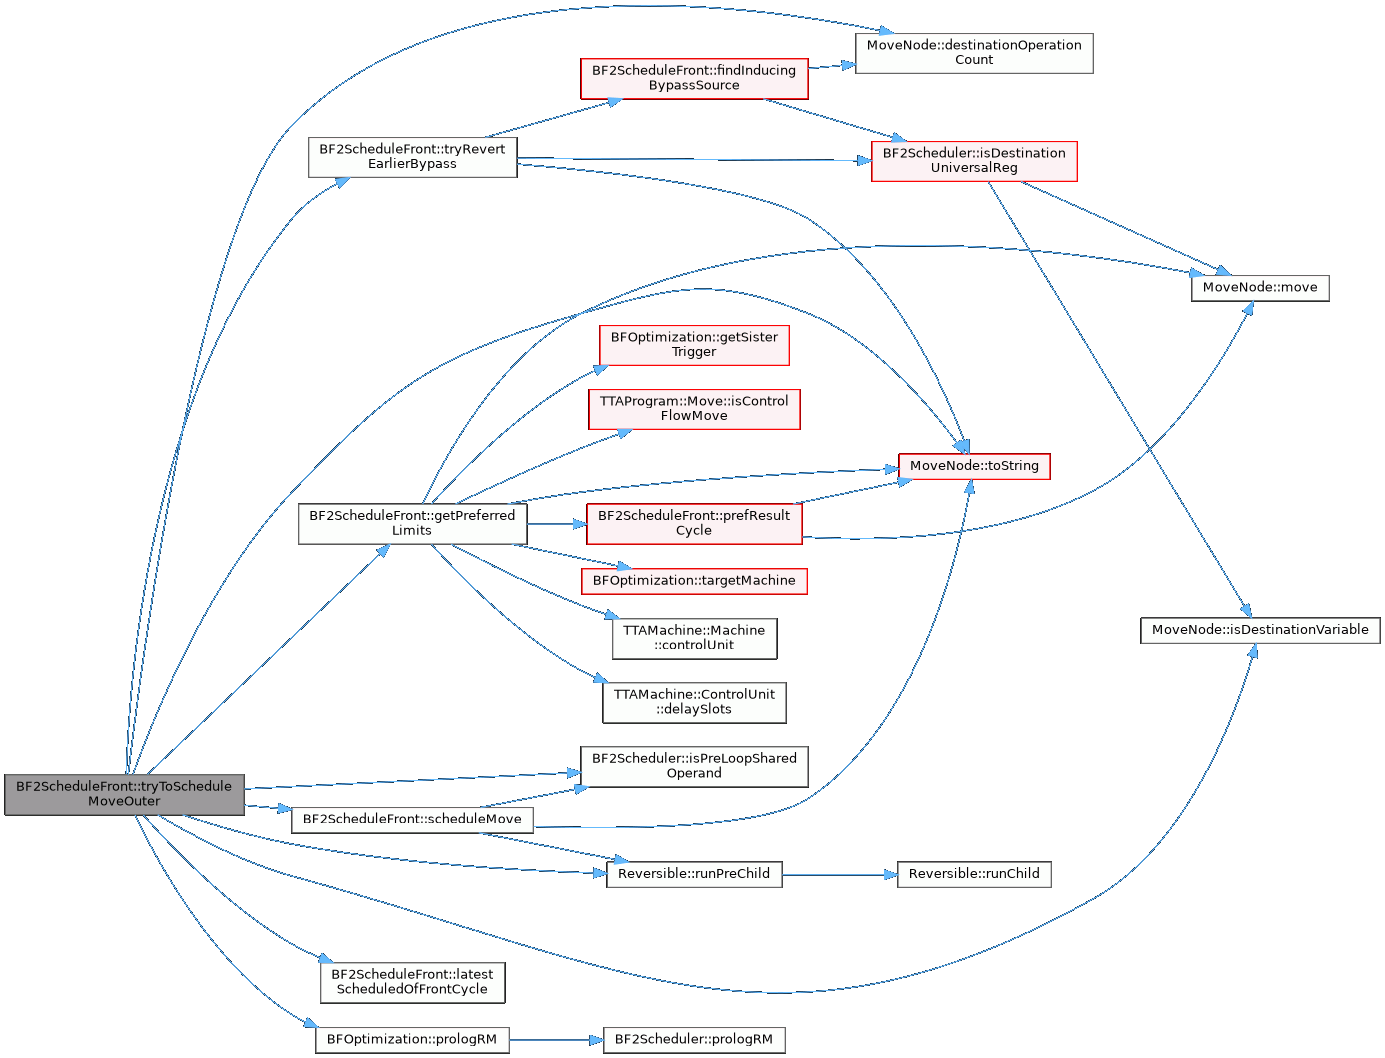 MoveNode::destinationOperation
Count
BF2ScheduleFront::findInducing
BypassSource
BF2ScheduleFront::tryRevert
EarlierBypass
BF2Scheduler::isDestination
UniversalReg
MoveNode::move
BFOptimization::getSister
Trigger
TTAProgram::Move::isControl
FlowMove
MoveNode::toString
BF2ScheduleFront::getPreferred
Limits
BF2ScheduleFront::prefResult
Cycle
BFOptimization::targetMachine
TTAMachine::Machine
::controlUnit
MoveNode::isDestinationVariable
TTAMachine::ControlUnit
::delaySlots
BF2Scheduler::isPreLoopShared
Operand
BF2ScheduleFront::tryToSchedule
MoveOuter
BF2ScheduleFront::scheduleMove
Reversible::runPreChild
Reversible::runChild
BF2ScheduleFront::latest
ScheduledOfFrontCycle
BFOptimization::prologRM
BF2Scheduler::prologRM